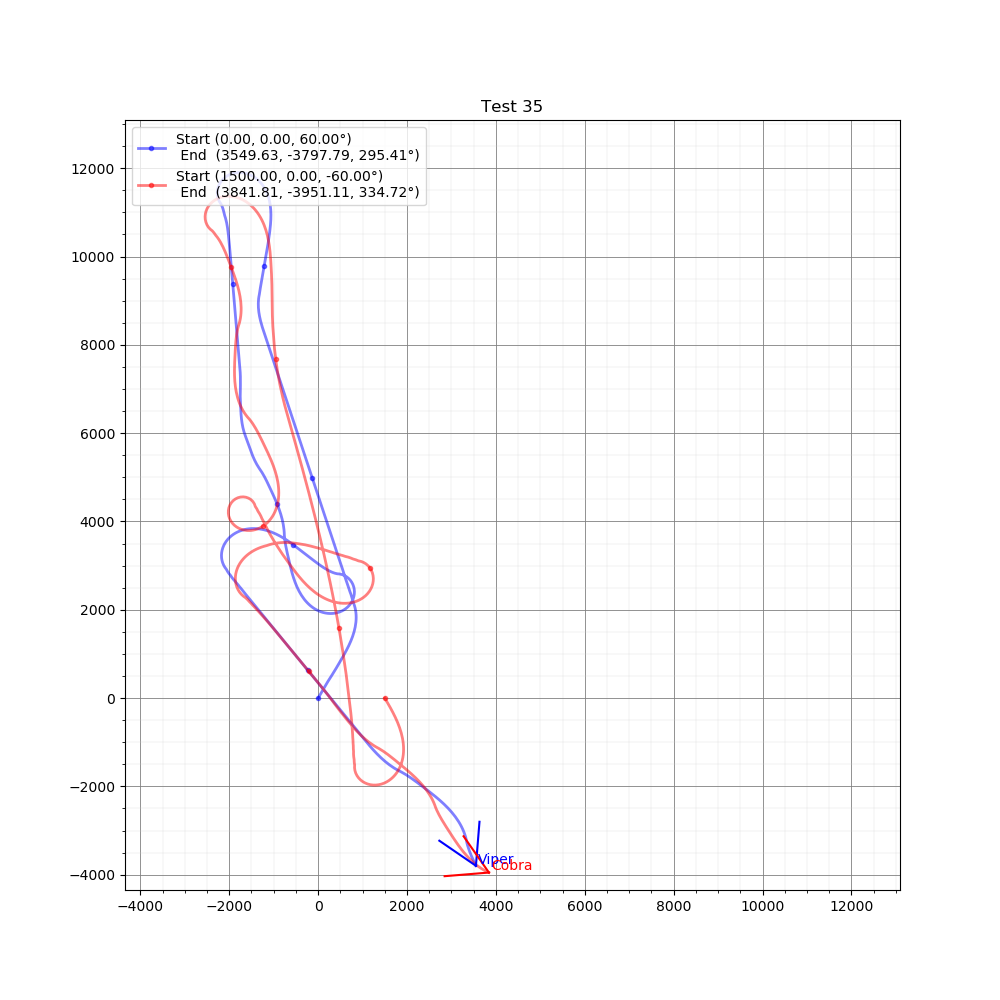 Test 35
Start (0.00, 0.00, 60.00°)
End (3549.63, -3797.79, 295.41°)
Start (1500.00, 0.00, -60.00°)
End (3841.81, -3951.11, 334.72°)
12000
10000
8000
6000
4000
2000
0
−2000
−4000
Viper
Cobra
−4000 −2000 0 2000 4000 6000 8000 10000 12000